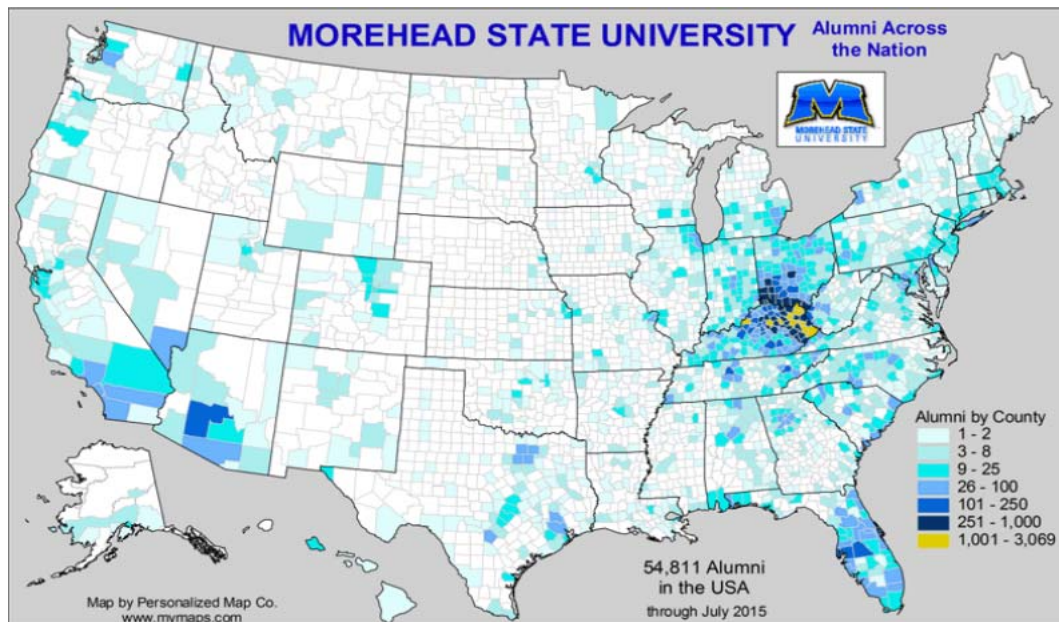 MOREHEAD STATE UNIVERSITY
Alumni Across
the Nation
M
MOREHEAD STATE
UNIVERSITY
Alumni by County
1 - 2
3 - 8
9 - 25
26 - 100
101 - 250
251 - 1,000
1,001 - 3,069
54,811 Alumni
in the USA
through July 2015
Map by Personalized Map Co.
www.mymaps.com